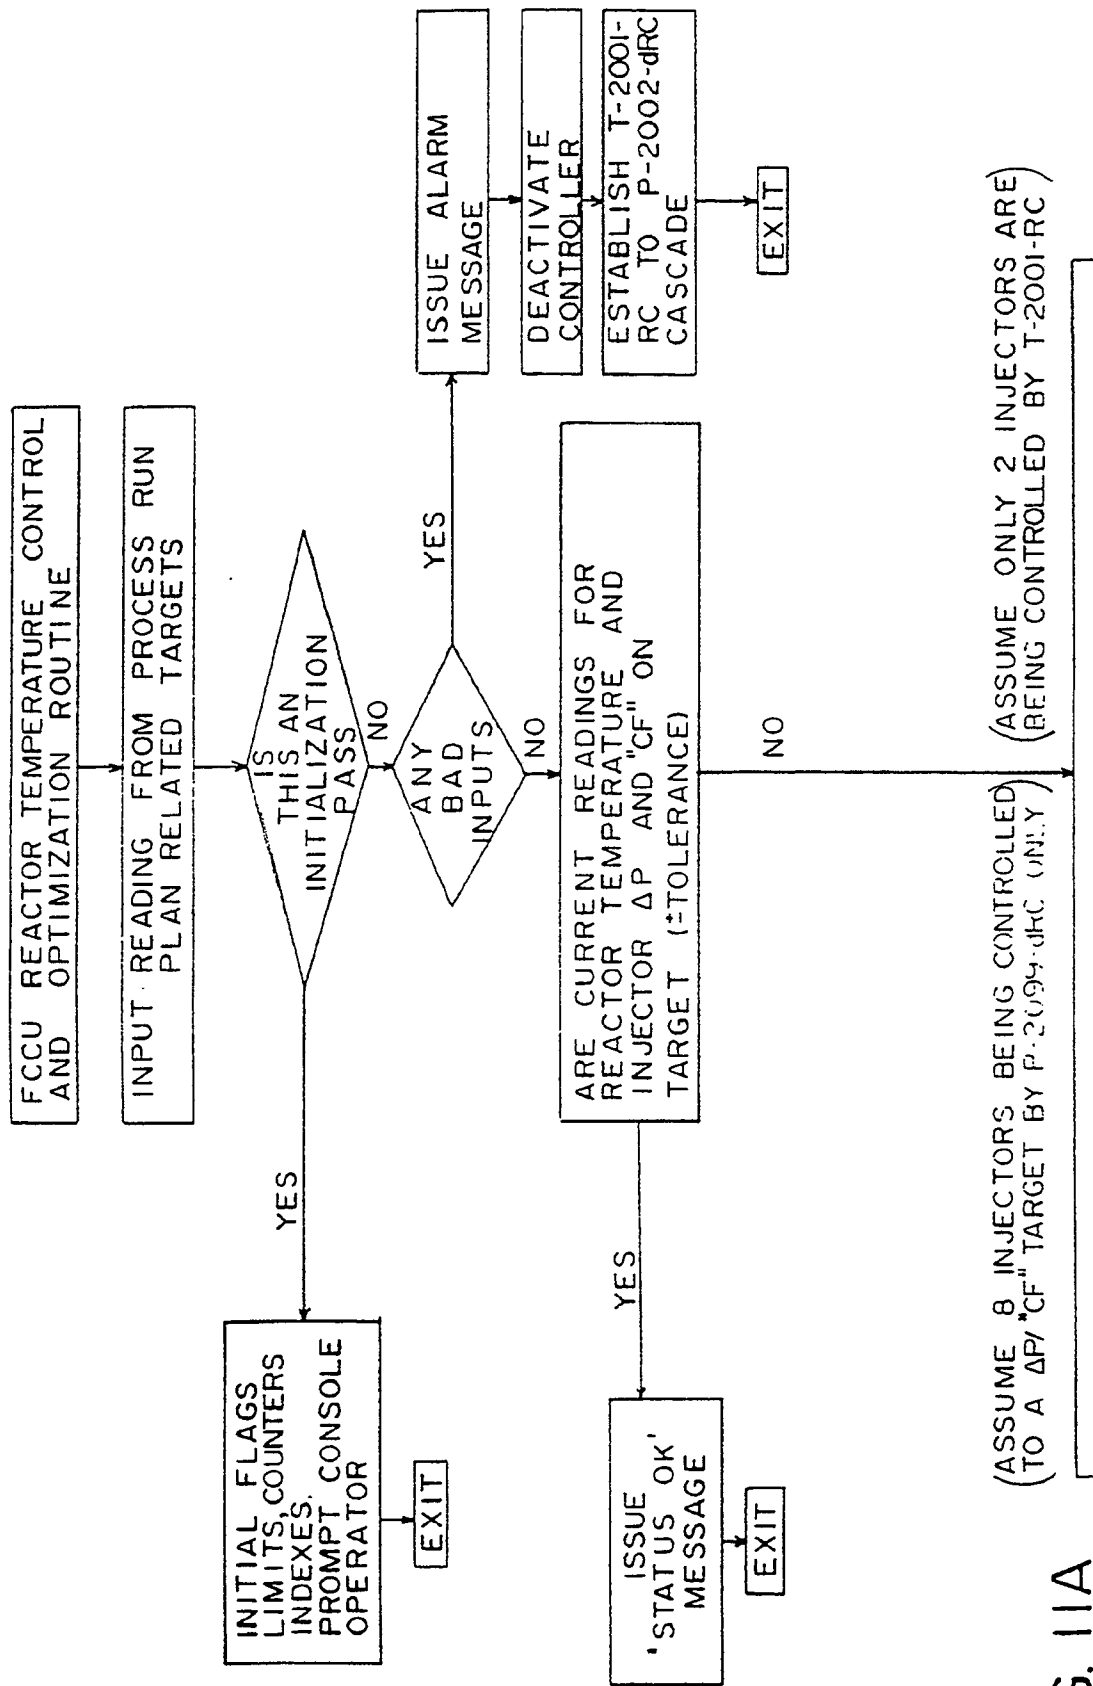 FCCU REACTOR TEMPERATURE CONTROL
AND OPTIMIZATION ROUTINE
INPUT READING FROM PROCESS RUN
PLAN RELATED TARGETS
IS
THIS AN
INITIALIZATION
PASS
YES
NO
INITIAL FLAGS
LIMITS, COUNTERS
INDEXES.
PROMPT CONSOLE
OPERATOR
EXIT
ANY
BAD
INPUTS
YES
NO
ISSUE ALARM
MESSAGE
DEACTIVATE
CONTROLLER
ESTABLISH T-2001-
RC TO P-2002-dRC
CASCADE
EXIT
ARE CURRENT READINGS FOR
REACTOR TEMPERATURE AND
INJECTOR ΔP AND "CF" ON
TARGET (±TOLERANCE)
YES
NO
ISSUE
'STATUS OK'
MESSAGE
EXIT
(ASSUME 8 INJECTORS BEING CONTROLLED
TO A ΔP/"CF" TARGET BY P-2099-dRC ONLY)
(ASSUME ONLY 2 INJECTORS ARE
BEING CONTROLLED BY T-2001-RC)
11A